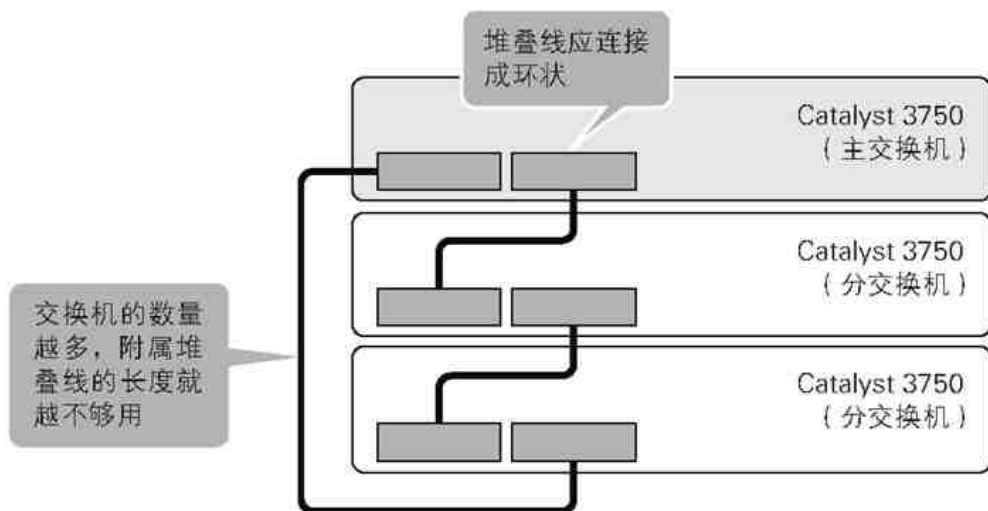 堆叠线应连接
成环状
Catalyst 3750
（主交换机）
Catalyst 3750
（分交换机）
交换机的数量
越多，附属堆
叠线的长度就
越不够用
Catalyst 3750
（分交换机）